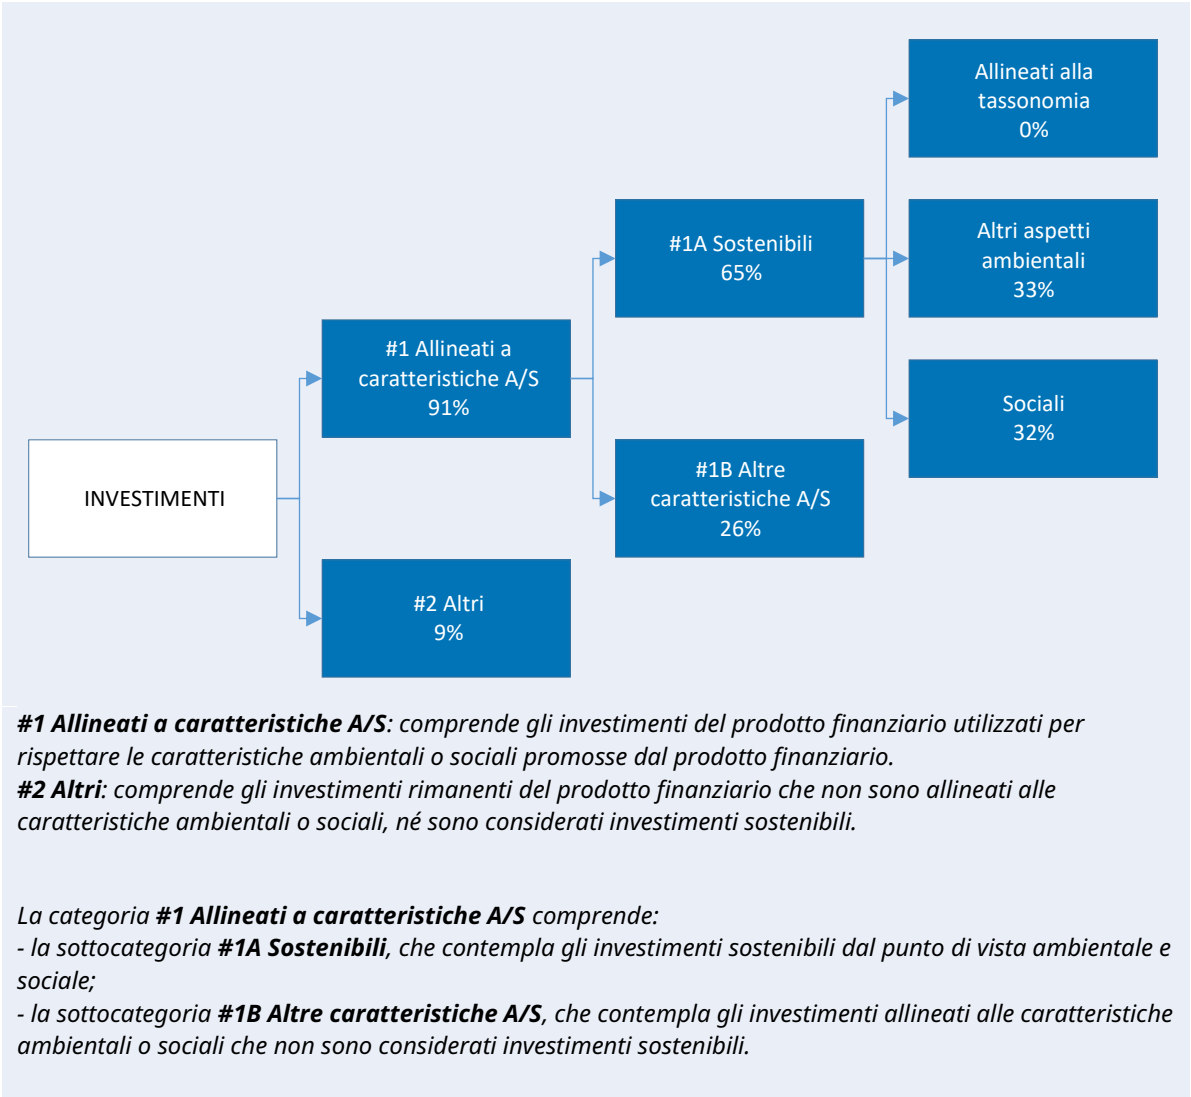 Allineati alla
tassonomia
0%
#1A Sostenibili
65%
Altri aspetti
ambientali
33%
#1 Allineati a
caratteristiche A/S
91%
Sociali
32%
INVESTIMENTI
#1B Altre
caratteristiche A/S
26%
#2 Altri
9%
#1 Allineati a caratteristiche A/S: comprende gli investimenti del prodotto finanziario utilizzati per
rispettare le caratteristiche ambientali o sociali promosse dal prodotto finanziario.
#2 Altri: comprende gli investimenti rimanenti del prodotto finanziario che non sono allineati alle
caratteristiche ambientali o sociali, né sono considerati investimenti sostenibili.
La categoria #1 Allineati a caratteristiche A/S comprende:
- la sottocategoria #1A Sostenibili, che contempla gli investimenti sostenibili dal punto di vista ambientale e
sociale;
- la sottocategoria #1B Altre caratteristiche A/S, che contempla gli investimenti allineati alle caratteristiche
ambientali o sociali che non sono considerati investimenti sostenibili.